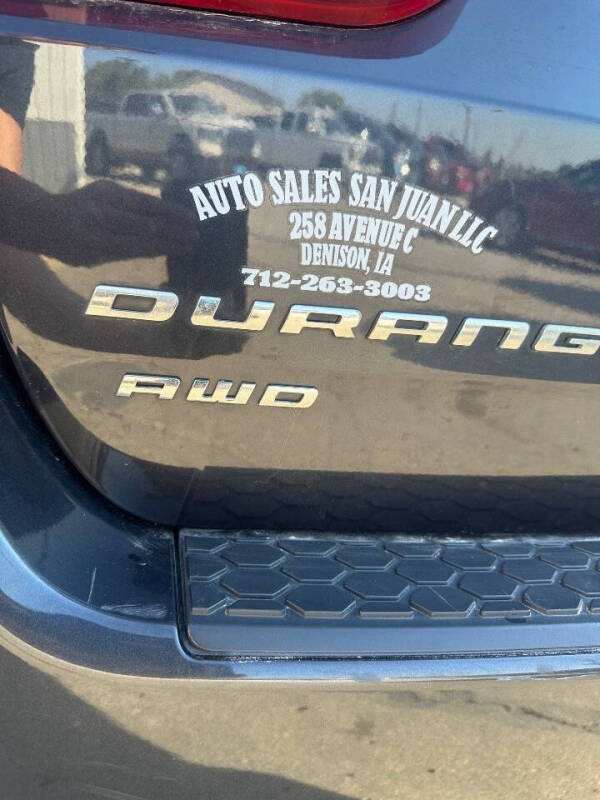 AUTO SALES SAN JUAN LLC
258 AVENUE C
DENISON, IA
712-263-3003
DURANG
AWD